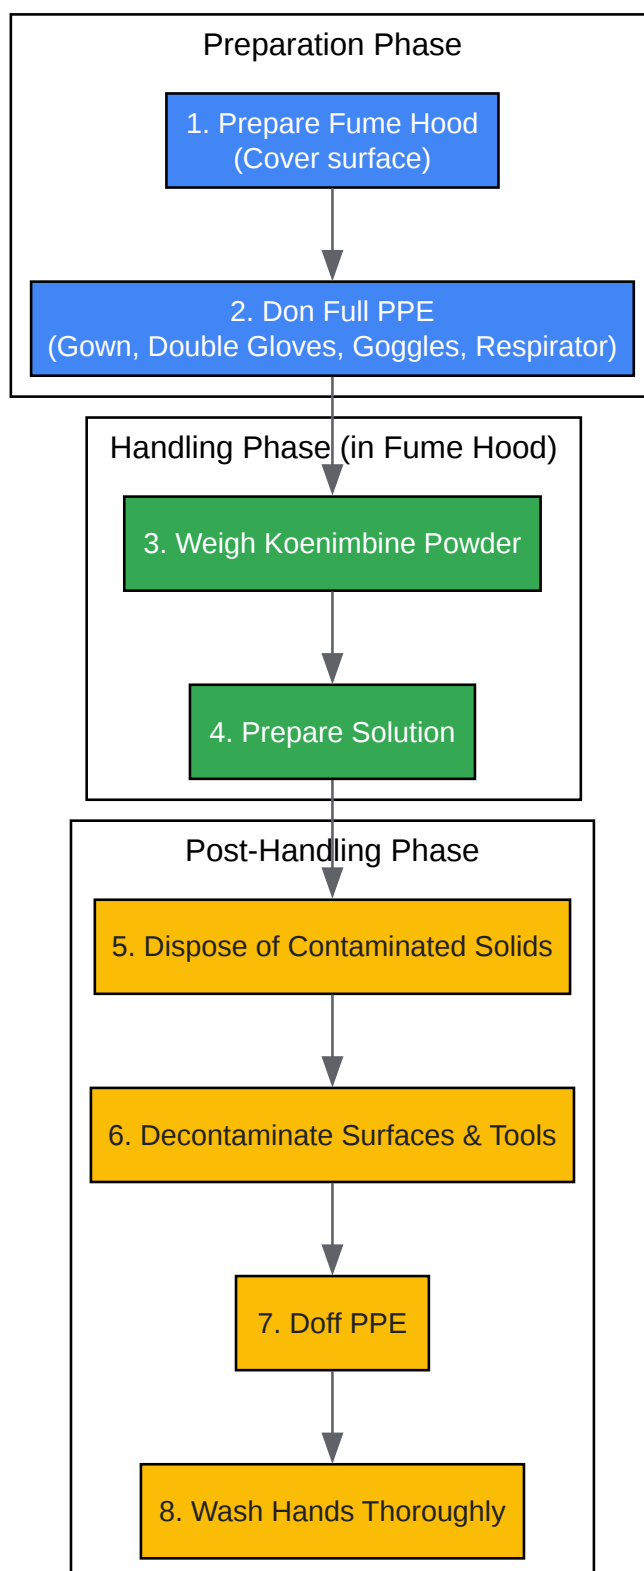 Preparation Phase
1. Prepare Fume Hood
(Cover surface)
2. Don Full PPE
(Gown, Double Gloves, Goggles, Respirator)
Handling Phase (in Fume Hood)
3. Weigh Koenimbine Powder
4. Prepare Solution
Post-Handling Phase
5. Dispose of Contaminated Solids
6. Decontaminate Surfaces & Tools
7. Doff PPE
8. Wash Hands Thoroughly